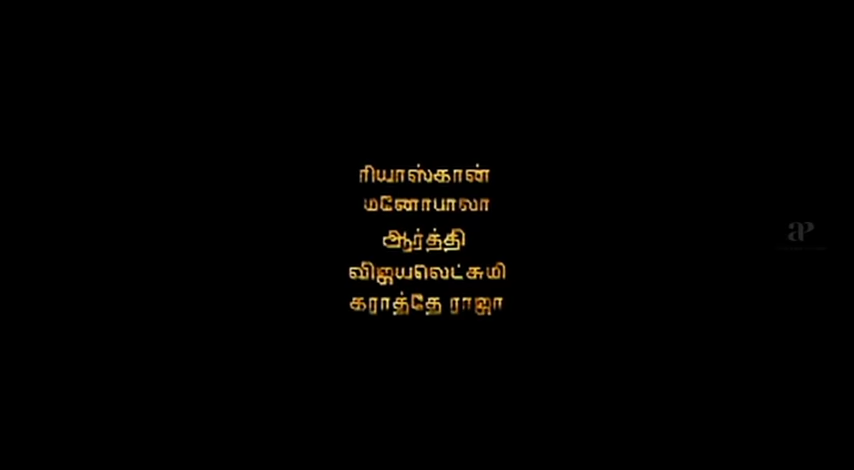 ரியாஸ்கான்
மனோபாலா
ஆர்த்தி
விஜயலெட்சுமி
கராத்தே ராஜா